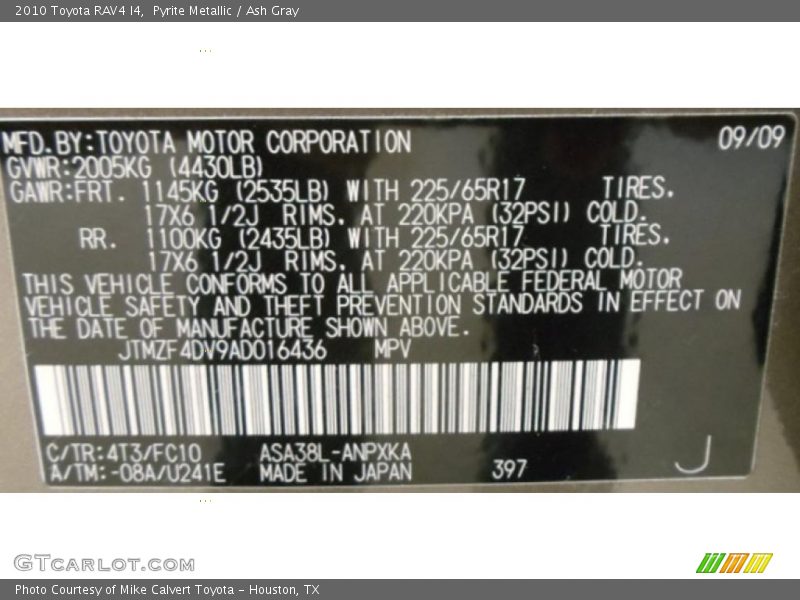 2010 Toyota RAV4 I4, Pyrite Metallic / Ash Gray
MFD.BY:TOYOTA MOTOR CORPORATION 09/09
GVWR:2005KG (4430LB)
GAWR:FRT. 1145KG (2535LB) WITH 225/65R17 TIRES.
17X6 1/2J RIMS. AT 220KPA (32PSI) COLD.
RR. 1100KG (2435LB) WITH 225/65R17 TIRES.
17X6 1/2J RIMS. AT 220KPA (32PSI) COLD.
THIS VEHICLE CONFORMS TO ALL APPLICABLE FEDERAL MOTOR
VEHICLE SAFETY AND THEFT PREVENTION STANDARDS IN EFFECT ON
THE DATE OF MANUFACTURE SHOWN ABOVE.
JTMZF4DV9AD016436 MPV
C/TR:4T3/FC10 ASA38L-ANPXKA
A/TM:-08A/U241E MADE IN JAPAN 397 J
GTCarLot.com
Photo Courtesy of Mike Calvert Toyota - Houston, TX